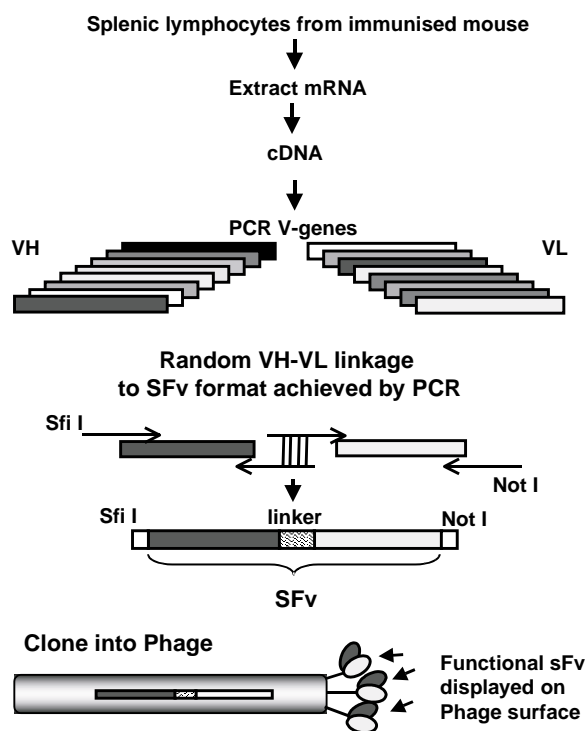 Splenic lymphocytes from immunised mouse
Extract mRNA
cDNA
PCR V-genes
VH
VL
Random VH-VL linkage
to SFv format achieved by PCR
Sfi I
Not I
Sfi I
linker
Not I
SFv
Clone into Phage
Functional sFv
displayed on
Phage surface